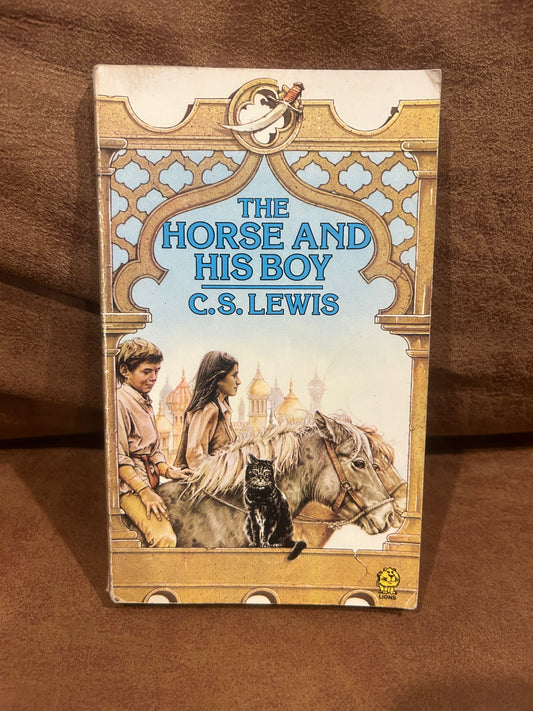 THE
HORSE AND
HIS BOY
C.S. LEWIS
LIONS